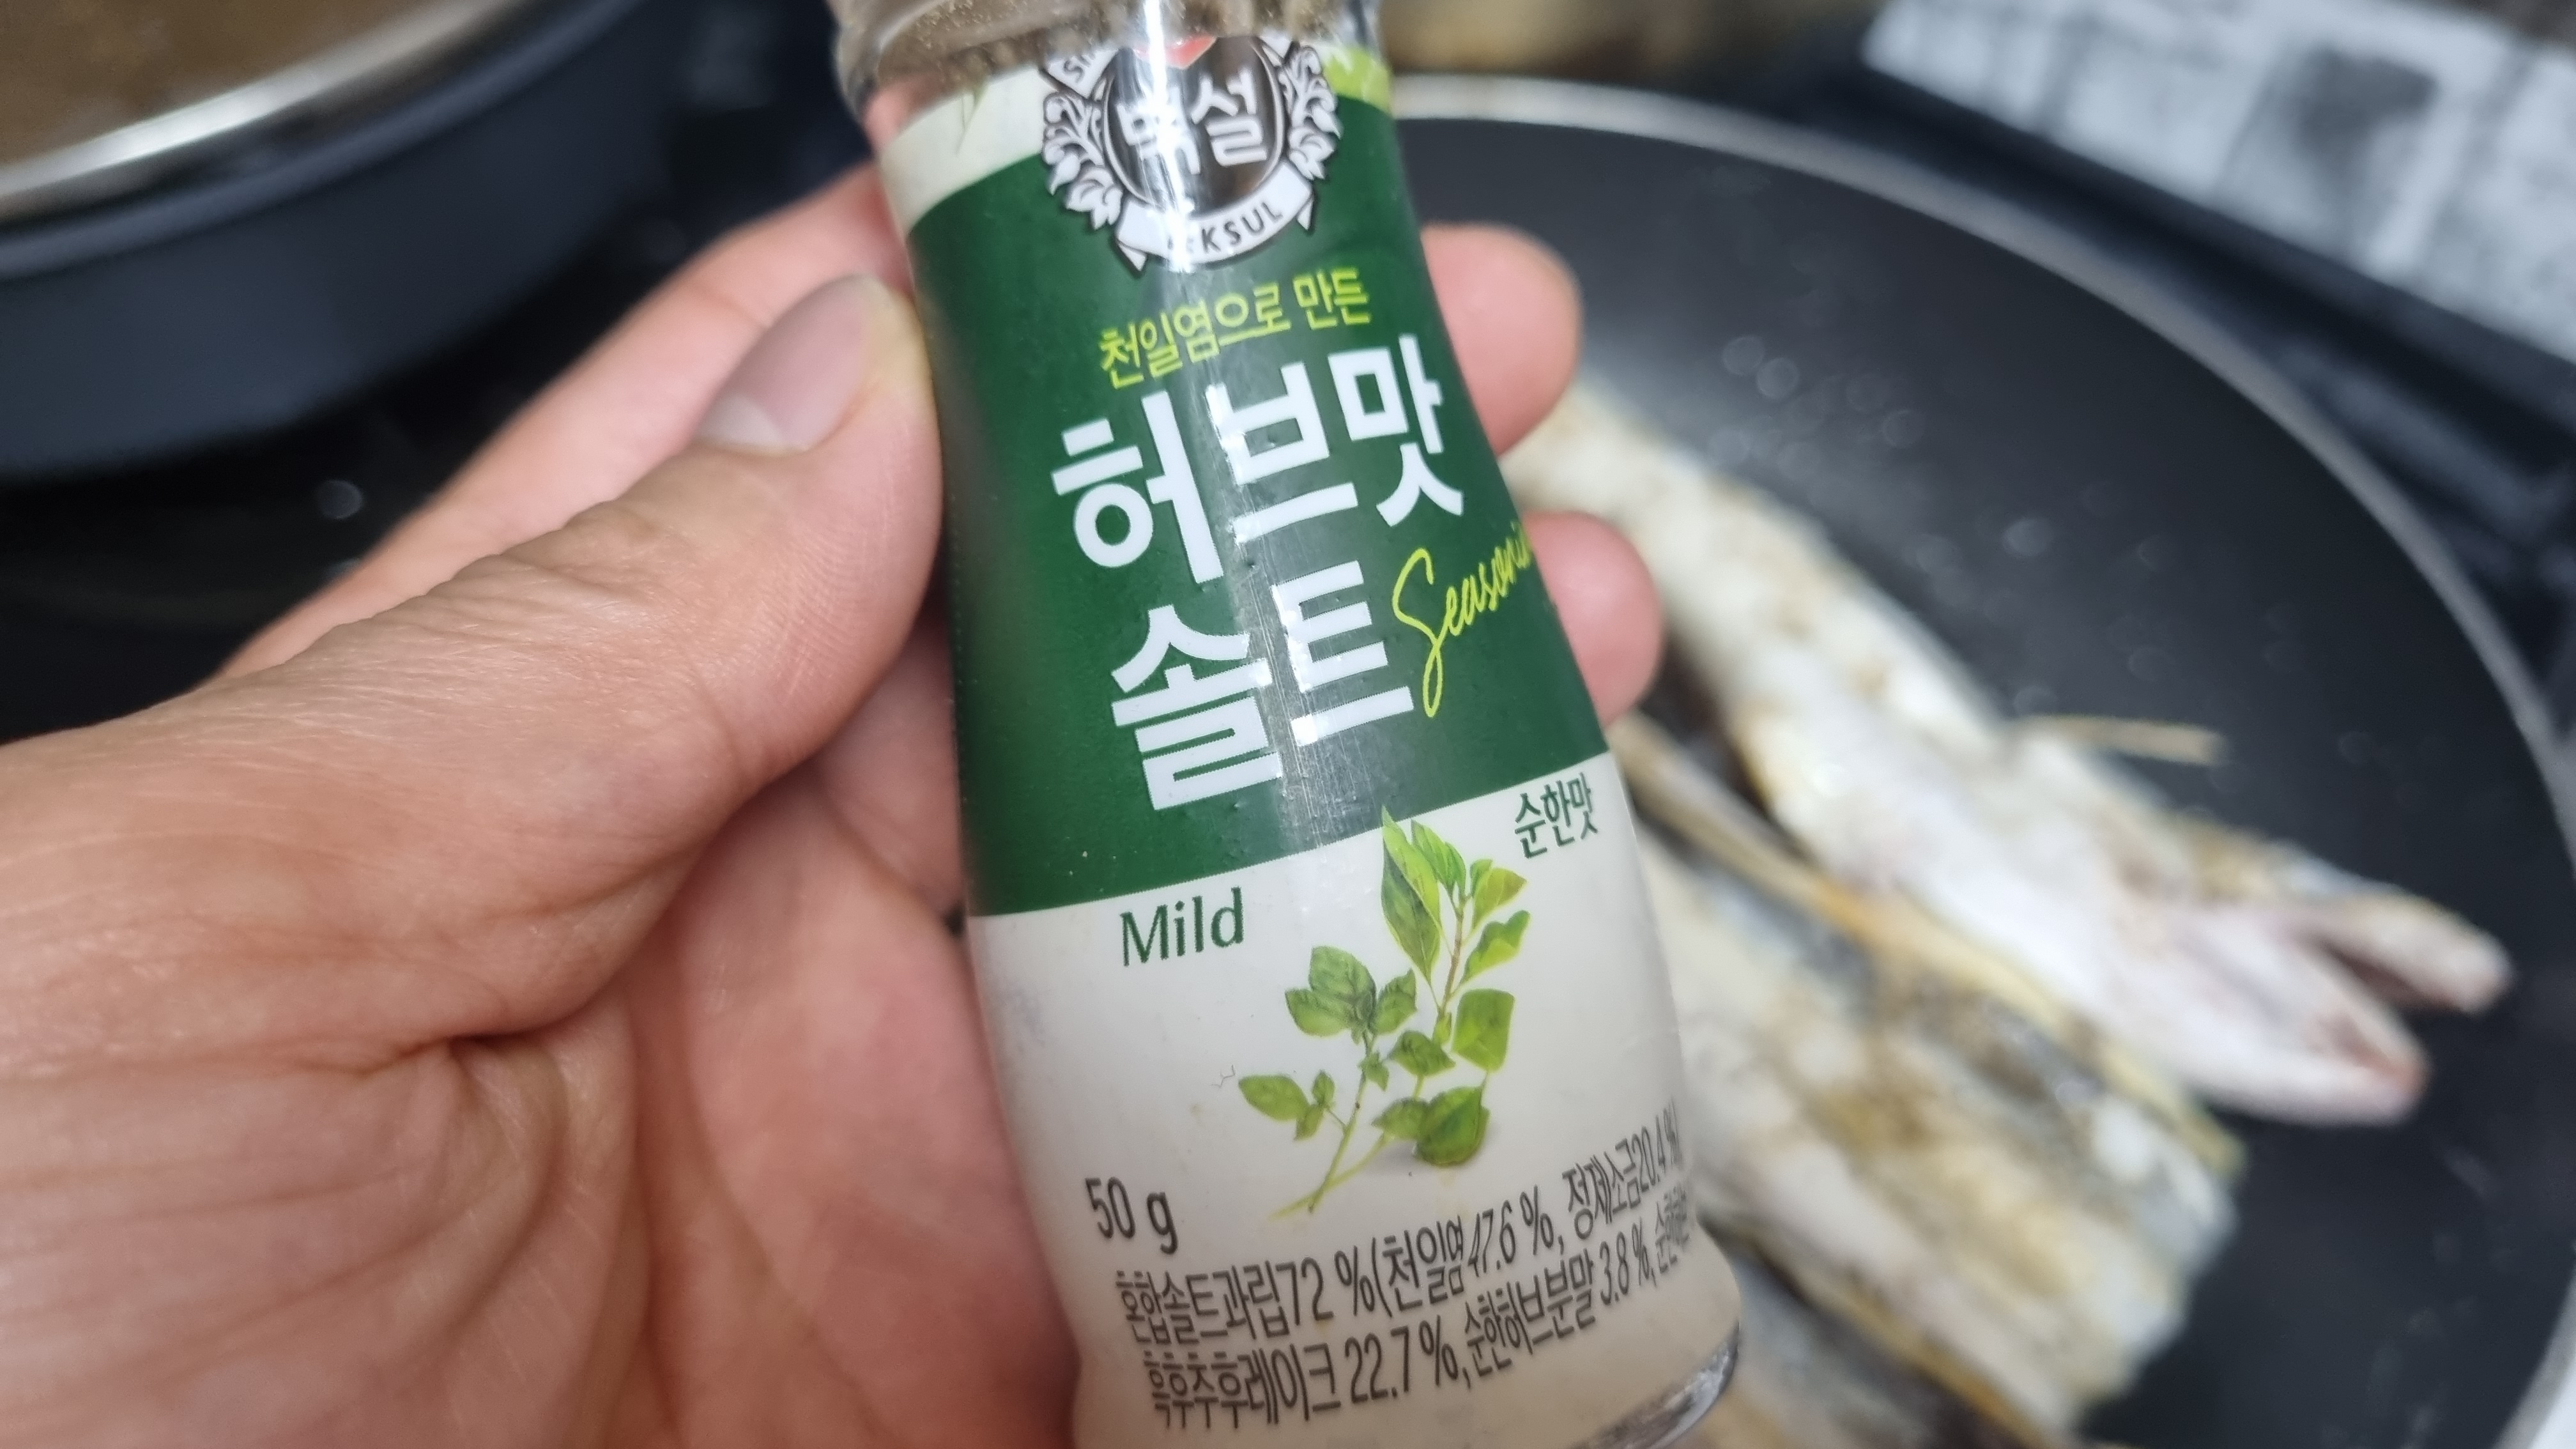 백설
천일염으로 만든
허브맛
솔트
순한맛
Mild
50 g
혼합솔트과립72 %(천일염47.6 %, 정제소금20.4 %)
흑후추후레이크 22.7 %, 순한허브분말 3.8 %,